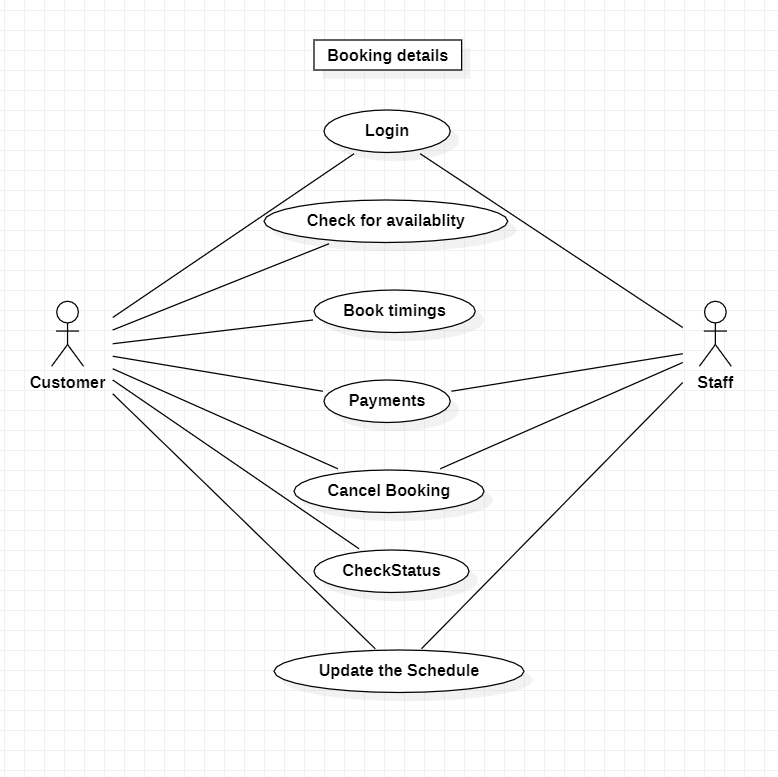 Booking details
Login
Check for availablity
Book timings
Customer
Staff
Payments
Cancel Booking
CheckStatus
Update the Schedule